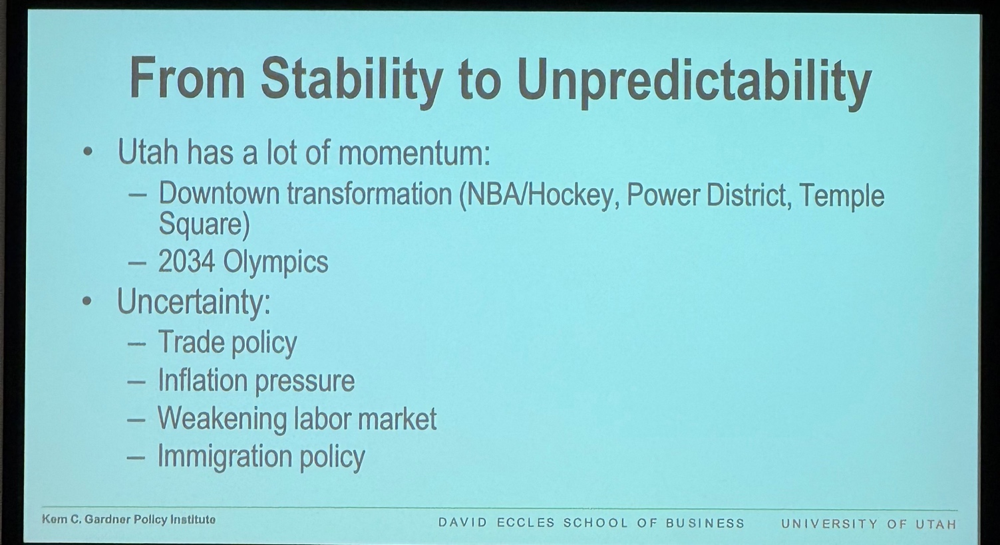 From Stability to Unpredictability
• Utah has a lot of momentum:
– Downtown transformation (NBA/Hockey, Power District, Temple
Square)
– 2034 Olympics
• Uncertainty:
– Trade policy
– Inflation pressure
– Weakening labor market
– Immigration policy
Kem C. Gardner Policy Institute
DAVID ECCLES SCHOOL OF BUSINESS
UNIVERSITY OF UTAH